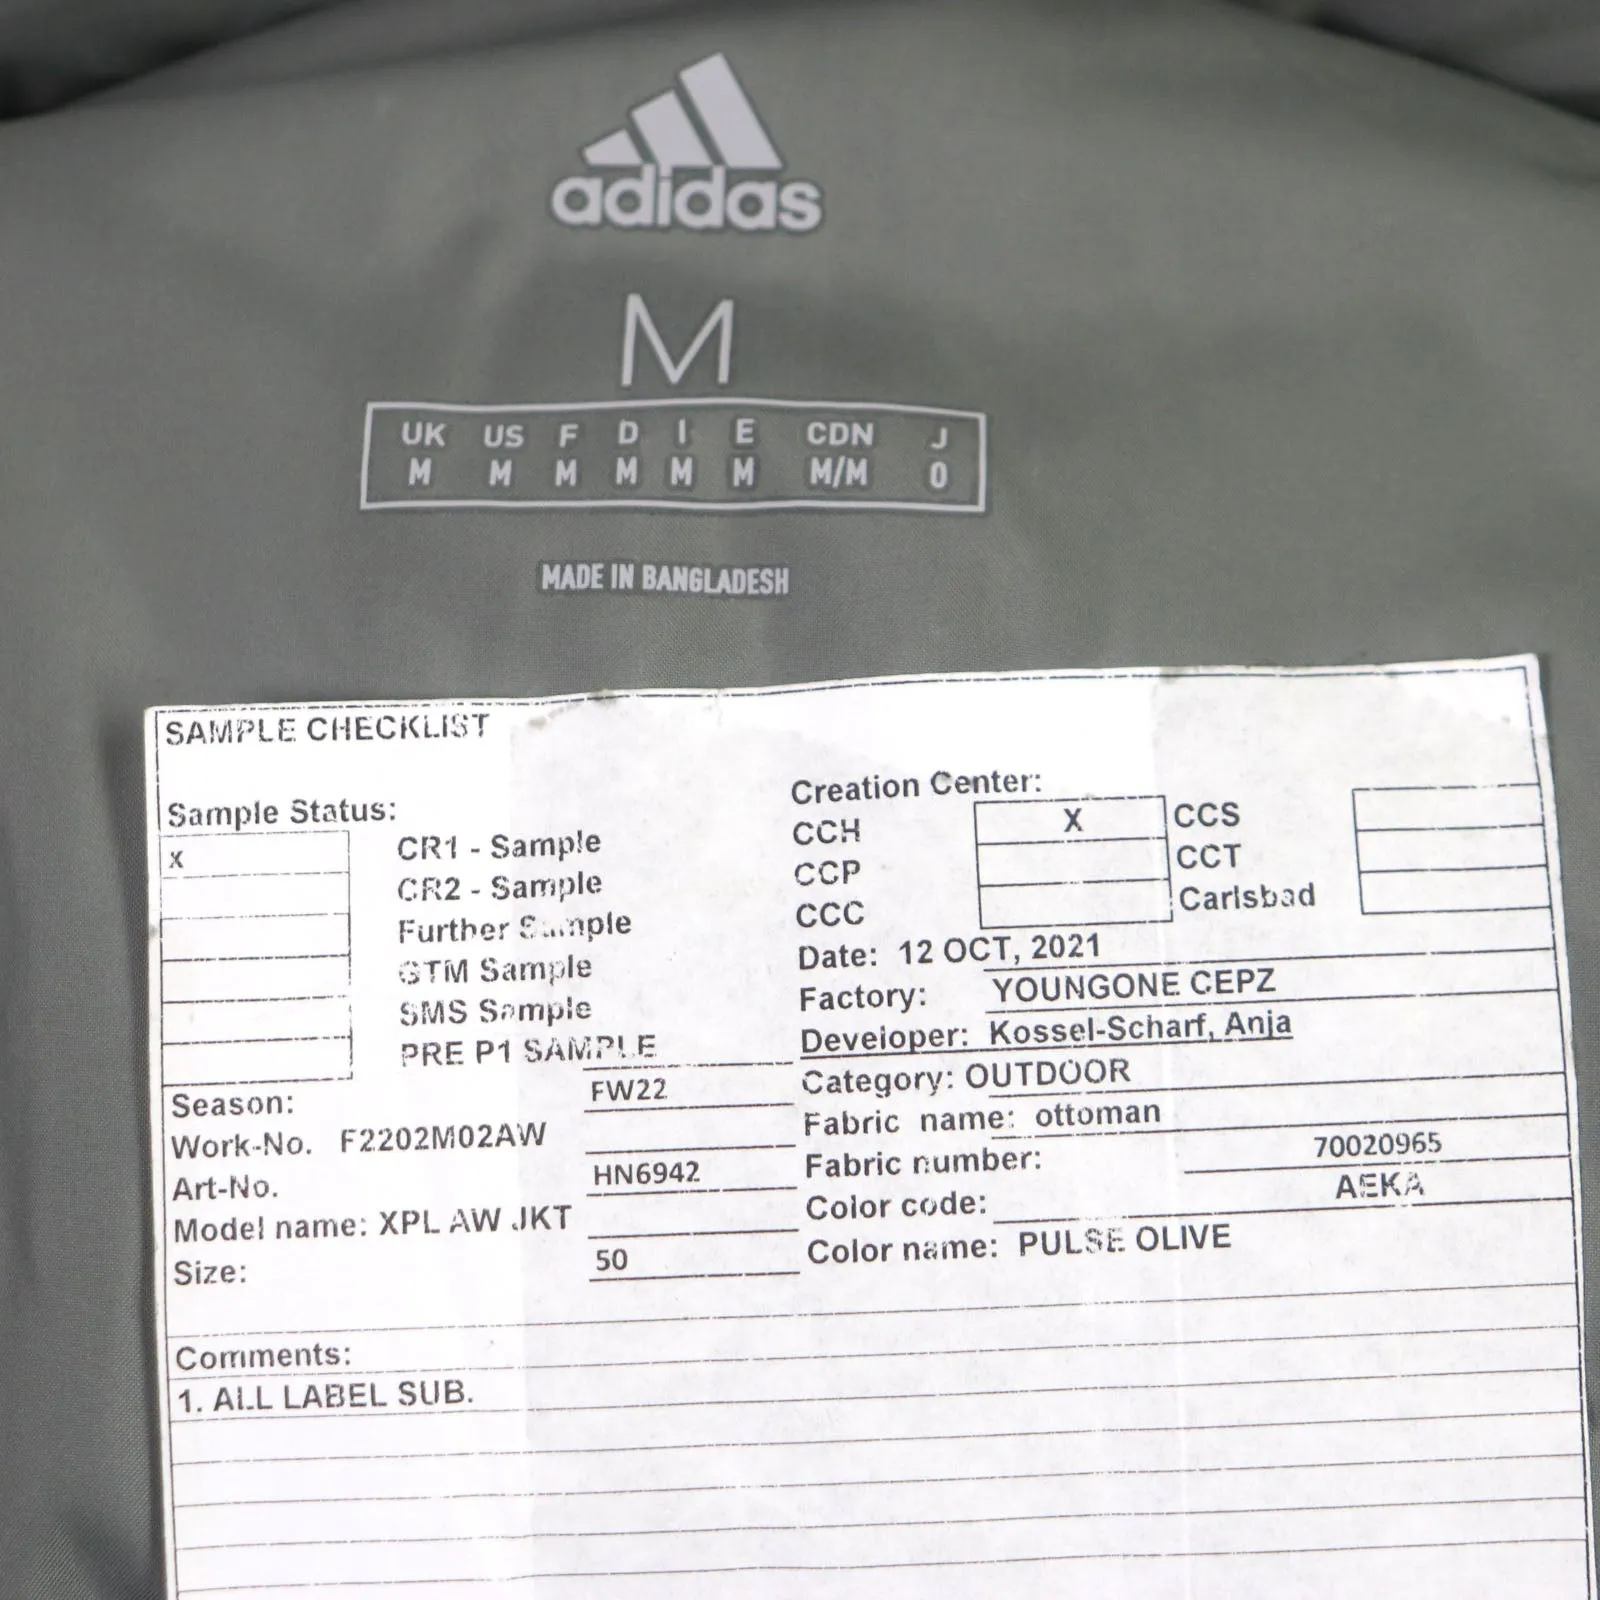 adidas
M
UK US F D I E CDN J
M M M M M M M/M O
MADE IN BANGLADESH
SAMPLE CHECKLIST
Sample Status:
X CR1 - Sample
CR2 - Sample
Further Sample
GTM Sample
SMS Sample
PRE P1 SAMPLE
Season: FW22
Work-No. F2202M02AW
Art-No. HN6942
Model name: XPL AW JKT
Size: 50
Creation Center:
CCH X CCS
CCP CCT
CCC Carlsbad
Date: 12 OCT, 2021
Factory: YOUNGONE CEPZ
Developer: Kossel-Scharf, Anja
Category: OUTDOOR
Fabric name: ottoman
Fabric number: 70020965
Color code: AEKA
Color name: PULSE OLIVE
Comments:
1. ALL LABEL SUB.